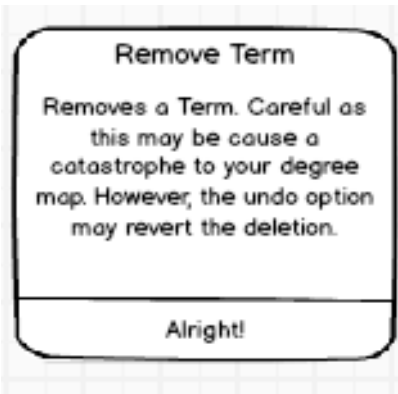 Remove Term
Removes a Term. Careful as
this may be cause a
catastrophe to your degree
map. However, the undo option
may revert the deletion.
Alright!